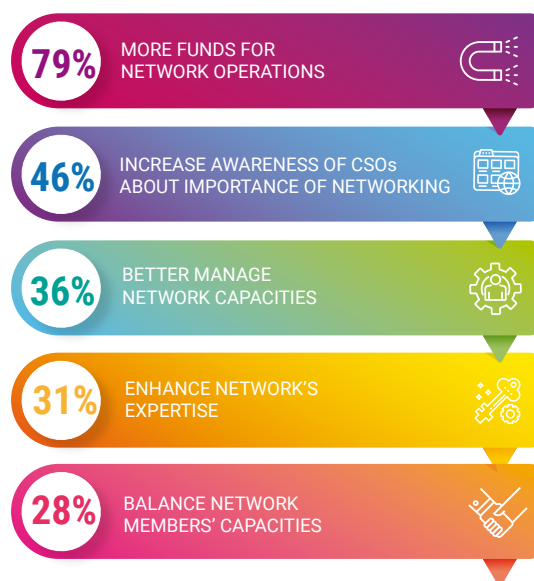 79%
MORE FUNDS FOR
NETWORK OPERATIONS
46%
INCREASE AWARENESS OF CSOs
ABOUT IMPORTANCE OF NETWORKING
36%
BETTER MANAGE
NETWORK CAPACITIES
31%
ENHANCE NETWORK’S
EXPERTISE
28%
BALANCE NETWORK
MEMBERS’ CAPACITIES